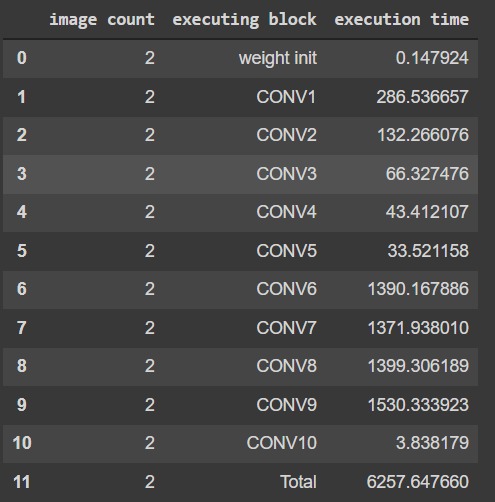 image count executing block execution time
0 2 weight init 0.147924
1 2 CONV1 286.536657
2 2 CONV2 132.266076
3 2 CONV3 66.327476
4 2 CONV4 43.412107
5 2 CONV5 33.521158
6 2 CONV6 1390.167886
7 2 CONV7 1371.938010
8 2 CONV8 1399.306189
9 2 CONV9 1530.333923
10 2 CONV10 3.838179
11 2 Total 6257.647660